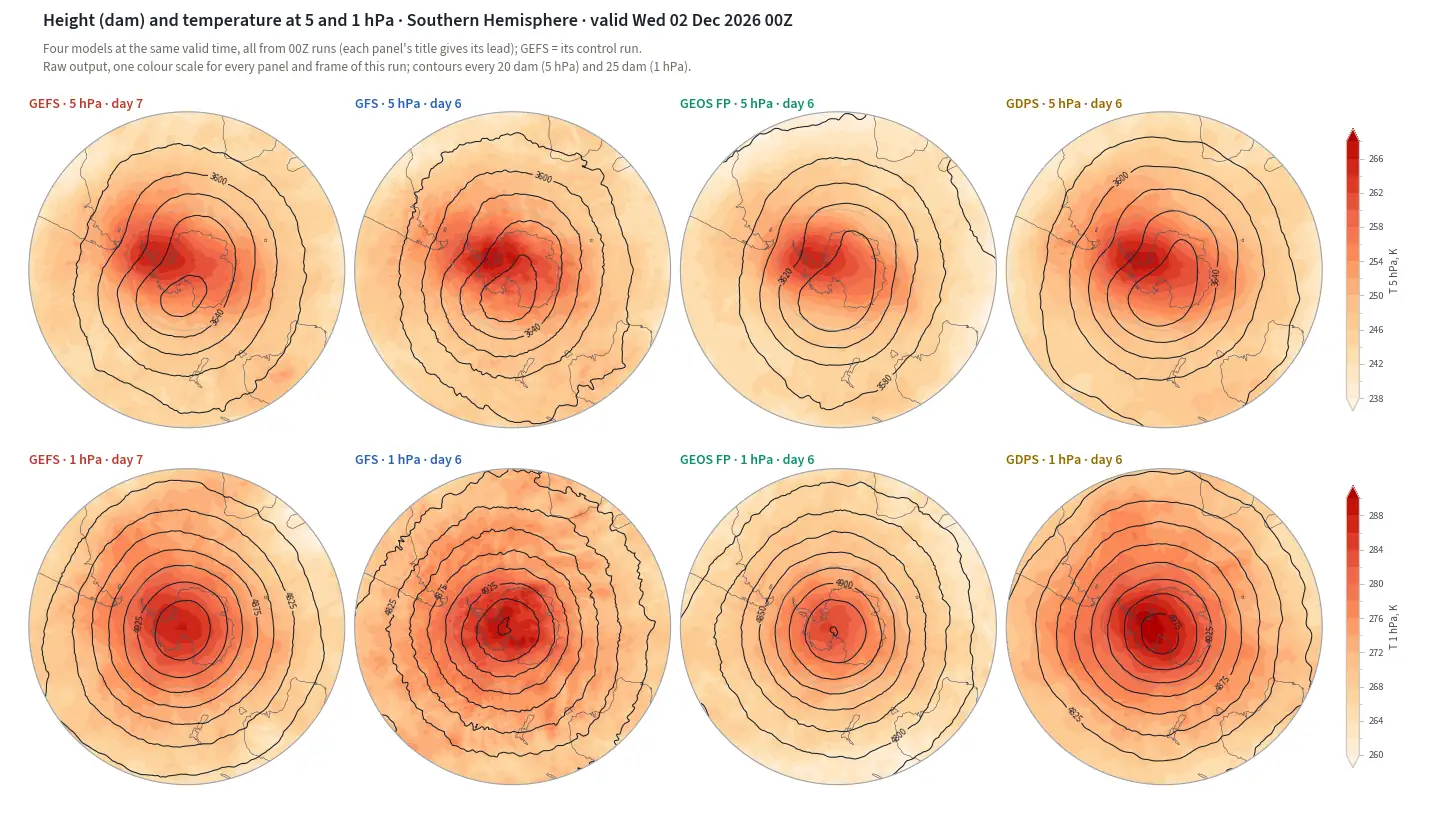 Height (dam) and temperature at 5 and 1 hPa · Southern Hemisphere · valid Wed 02 Dec 2026 00Z
Four models at the same valid time, all from 00Z runs (each panel's title gives its lead); GEFS = its control run.
Raw output, one colour scale for every panel and frame of this run; contours every 20 dam (5 hPa) and 25 dam (1 hPa).
GEFS · 5 hPa · day 7
GFS · 5 hPa · day 6
GEOS FP · 5 hPa · day 6
GDPS · 5 hPa · day 6
3600
3640
3600
3640
3620
3580
3600
3640
266
262
258
254
250
246
242
238
T 5 hPa, K
GEFS · 1 hPa · day 7
GFS · 1 hPa · day 6
GEOS FP · 1 hPa · day 6
GDPS · 1 hPa · day 6
4925
4875
4825
4825
4875
4925
4850
4900
4800
4925
4875
4825
288
284
280
276
272
268
264
260
T 1 hPa, K